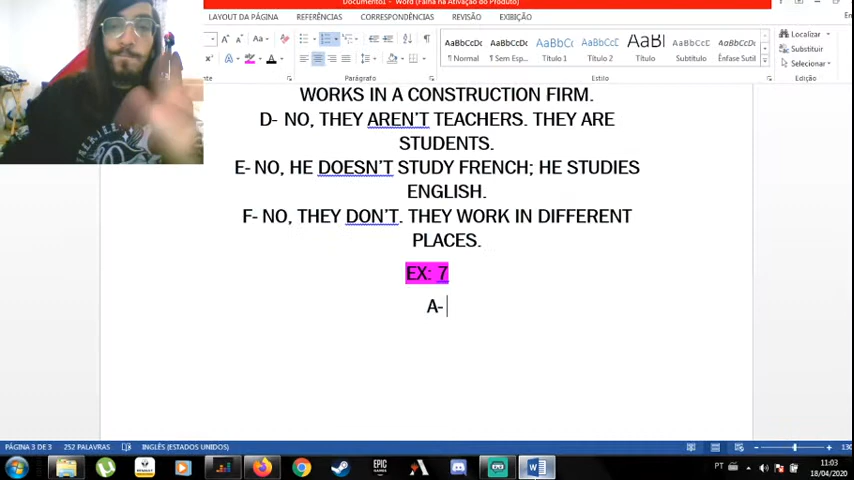 Documento1 - Word (Falha na Ativação do Produto)
LAYOUT DA PÁGINA REFERÊNCIAS CORRESPONDÊNCIAS REVISÃO EXIBIÇÃO
AaBbCcDc AaBbCcDc AaBbCc AaBbCcD AaBl AaBbCcD AaBbCcDc
Localizar
Substituir
Selecionar
¶ Normal ¶ Sem Esp... Título 1 Título 2 Título Subtítulo Ênfase Sutil
Parágrafo Estilo Edição
WORKS IN A CONSTRUCTION FIRM.
D- NO, THEY AREN'T TEACHERS. THEY ARE
STUDENTS.
E- NO, HE DOESN'T STUDY FRENCH; HE STUDIES
ENGLISH.
F- NO, THEY DON'T. THEY WORK IN DIFFERENT
PLACES.
EX: 7
A-
PÁGINA 3 DE 3 252 PALAVRAS INGLÊS (ESTADOS UNIDOS)
EPIC GAMES
PT
11:03
18/04/2020